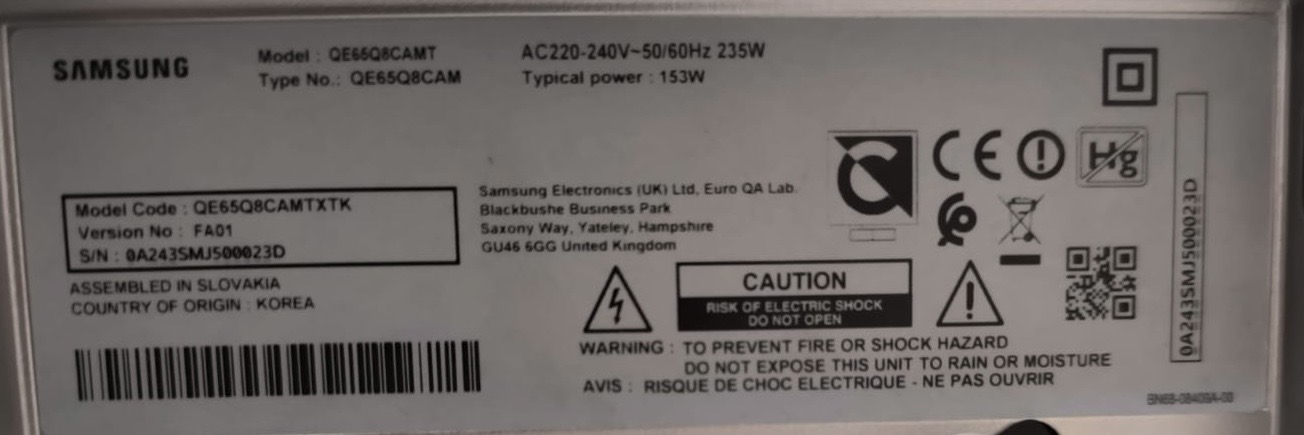 SAMSUNG
Model : QE65Q8CAMT
Type No.: QE65Q8CAM
AC220-240V~50/60Hz 235W
Typical power : 153W
Model Code : QE65Q8CAMTXTK
Version No : FA01
S/N : 0A243SMJ500023D
ASSEMBLED IN SLOVAKIA
COUNTRY OF ORIGIN : KOREA
Samsung Electronics (UK) Ltd, Euro QA Lab.
Blackbushe Business Park
Saxony Way, Yateley, Hampshire
GU46 6GG United Kingdom
CE
Hg
CAUTION
RISK OF ELECTRIC SHOCK
DO NOT OPEN
WARNING : TO PREVENT FIRE OR SHOCK HAZARD
DO NOT EXPOSE THIS UNIT TO RAIN OR MOISTURE
AVIS : RISQUE DE CHOC ELECTRIQUE - NE PAS OUVRIR
0A243SMJ500023D